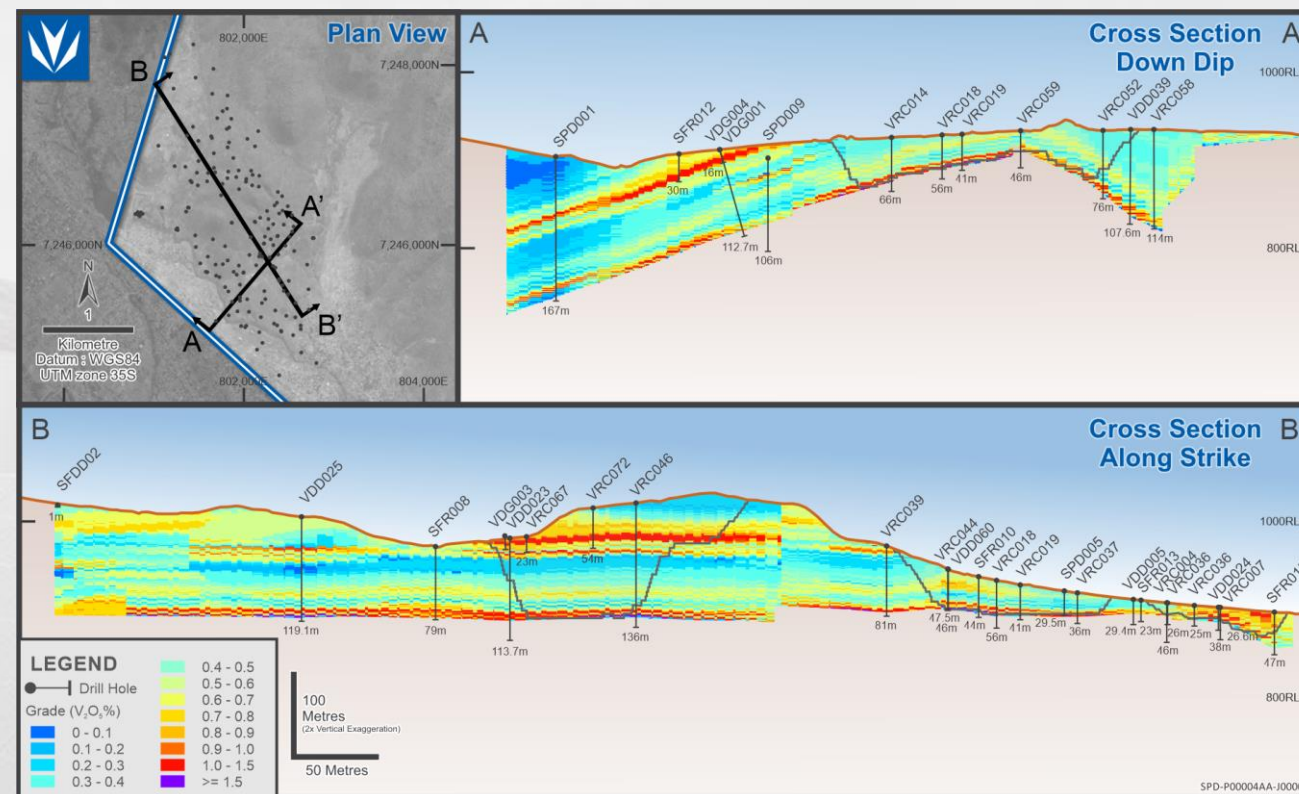 Plan View
802,000E
7,248,000N
B
A'
7,246,000N
N
1
Kilometre
Datum : WGS84
UTM zone 35S
A
B'
802,000E
804,000E
A
Cross Section
Down Dip
A
1000RL
SPD001
SFR012
VDG004
VDG001
SPD009
VRC014
VRC018
VRC019
VRC059
VRC052
VDD039
VRC058
16m
30m
66m
56m
41m
46m
76m
107.6m
114m
112.7m
106m
167m
800RL
B
Cross Section
Along Strike
B
SFDD02
VDD025
SFR008
VDG003
VDD023
VRC067
VRC072
VRC046
VRC039
VRC044
VDD060
SFR010
VRC018
VRC019
SPD005
VRC037
VDD005
SFR013
VRC004
VRC036
VRC036
VDD024
VRC007
SFR01
1m
1000RL
23m
54m
119.1m
79m
113.7m
136m
81m
47.5m
46m
44m
56m
41m
29.5m
36m
29.4m
23m
26m
46m
25m
38m
26.6m
47m
800RL
LEGEND
Drill Hole
Grade (V₂O₅%)
0 - 0.1
0.1 - 0.2
0.2 - 0.3
0.3 - 0.4
0.4 - 0.5
0.5 - 0.6
0.6 - 0.7
0.7 - 0.8
0.8 - 0.9
0.9 - 1.0
1.0 - 1.5
>= 1.5
100
Metres
(2x Vertical Exaggeration)
50 Metres
SPD-P00004AA-J0000